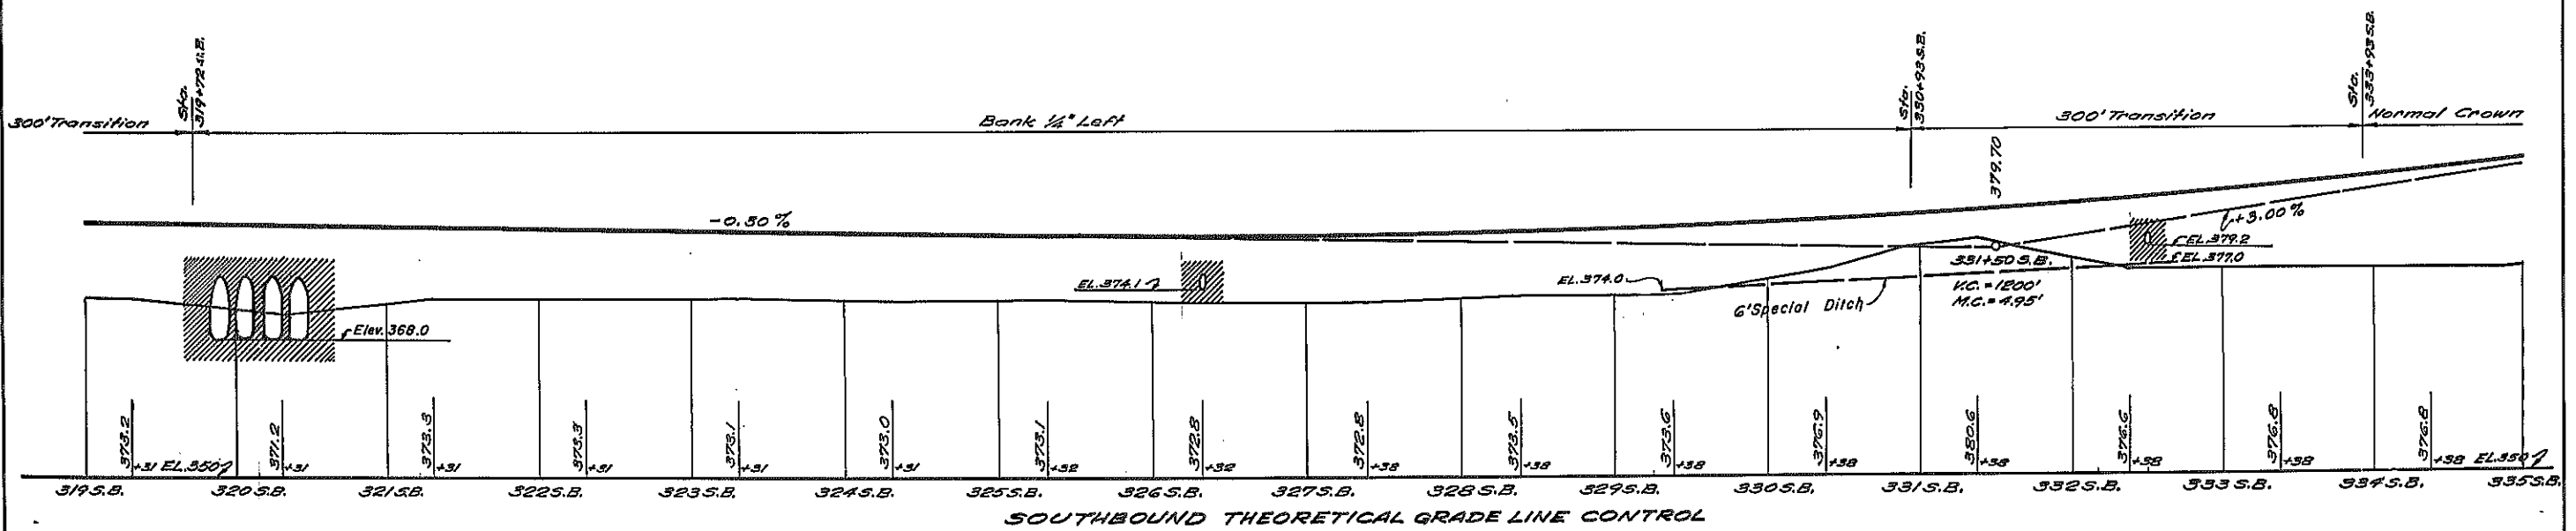 Sta.
319+72 S.B.
Sta.
330+93 S.B.
Sta.
333+93 S.B.
300' Transition
Bank 1/4" Left
300' Transition
Normal Crown
379.70
-0.30 %
+3.00 %
EL.379.2
EL.377.0
331+50 S.B.
V.C. = 1200'
M.C. = 4.95'
EL.374.1
EL.374.0
6' Special Ditch
Elev. 368.0
373.2
371.2
373.3
373.3
373.1
373.0
373.1
372.8
372.8
373.5
373.6
376.9
380.6
376.6
376.8
376.8
+31 EL.350 +31 +31 +31 +31 +31 +32 +32 +38 +38 +38 +38 +38 +38 +38 +38 EL.350
319 S.B. 320 S.B. 321 S.B. 322 S.B. 323 S.B. 324 S.B. 325 S.B. 326 S.B. 327 S.B. 328 S.B. 329 S.B. 330 S.B. 331 S.B. 332 S.B. 333 S.B. 334 S.B. 335 S.B.
SOUTHBOUND THEORETICAL GRADE LINE CONTROL